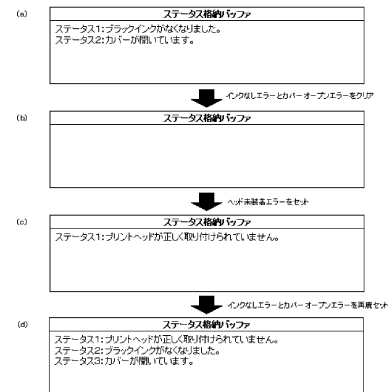 (a)
ステータス格納バッファ
ステータス1:ブラックインクがなくなりました。
ステータス2:カバーが開いています。
インクなしエラーとカバーオープンエラーをクリア
(b)
ステータス格納バッファ
ヘッド未装着エラーをセット
(c)
ステータス格納バッファ
ステータス1:プリントヘッドが正しく取り付けられていません。
インクなしエラーとカバーオープンエラーを再度セット
(d)
ステータス格納バッファ
ステータス1:プリントヘッドが正しく取り付けられていません。
ステータス2:ブラックインクがなくなりました。
ステータス3:カバーが開いています。